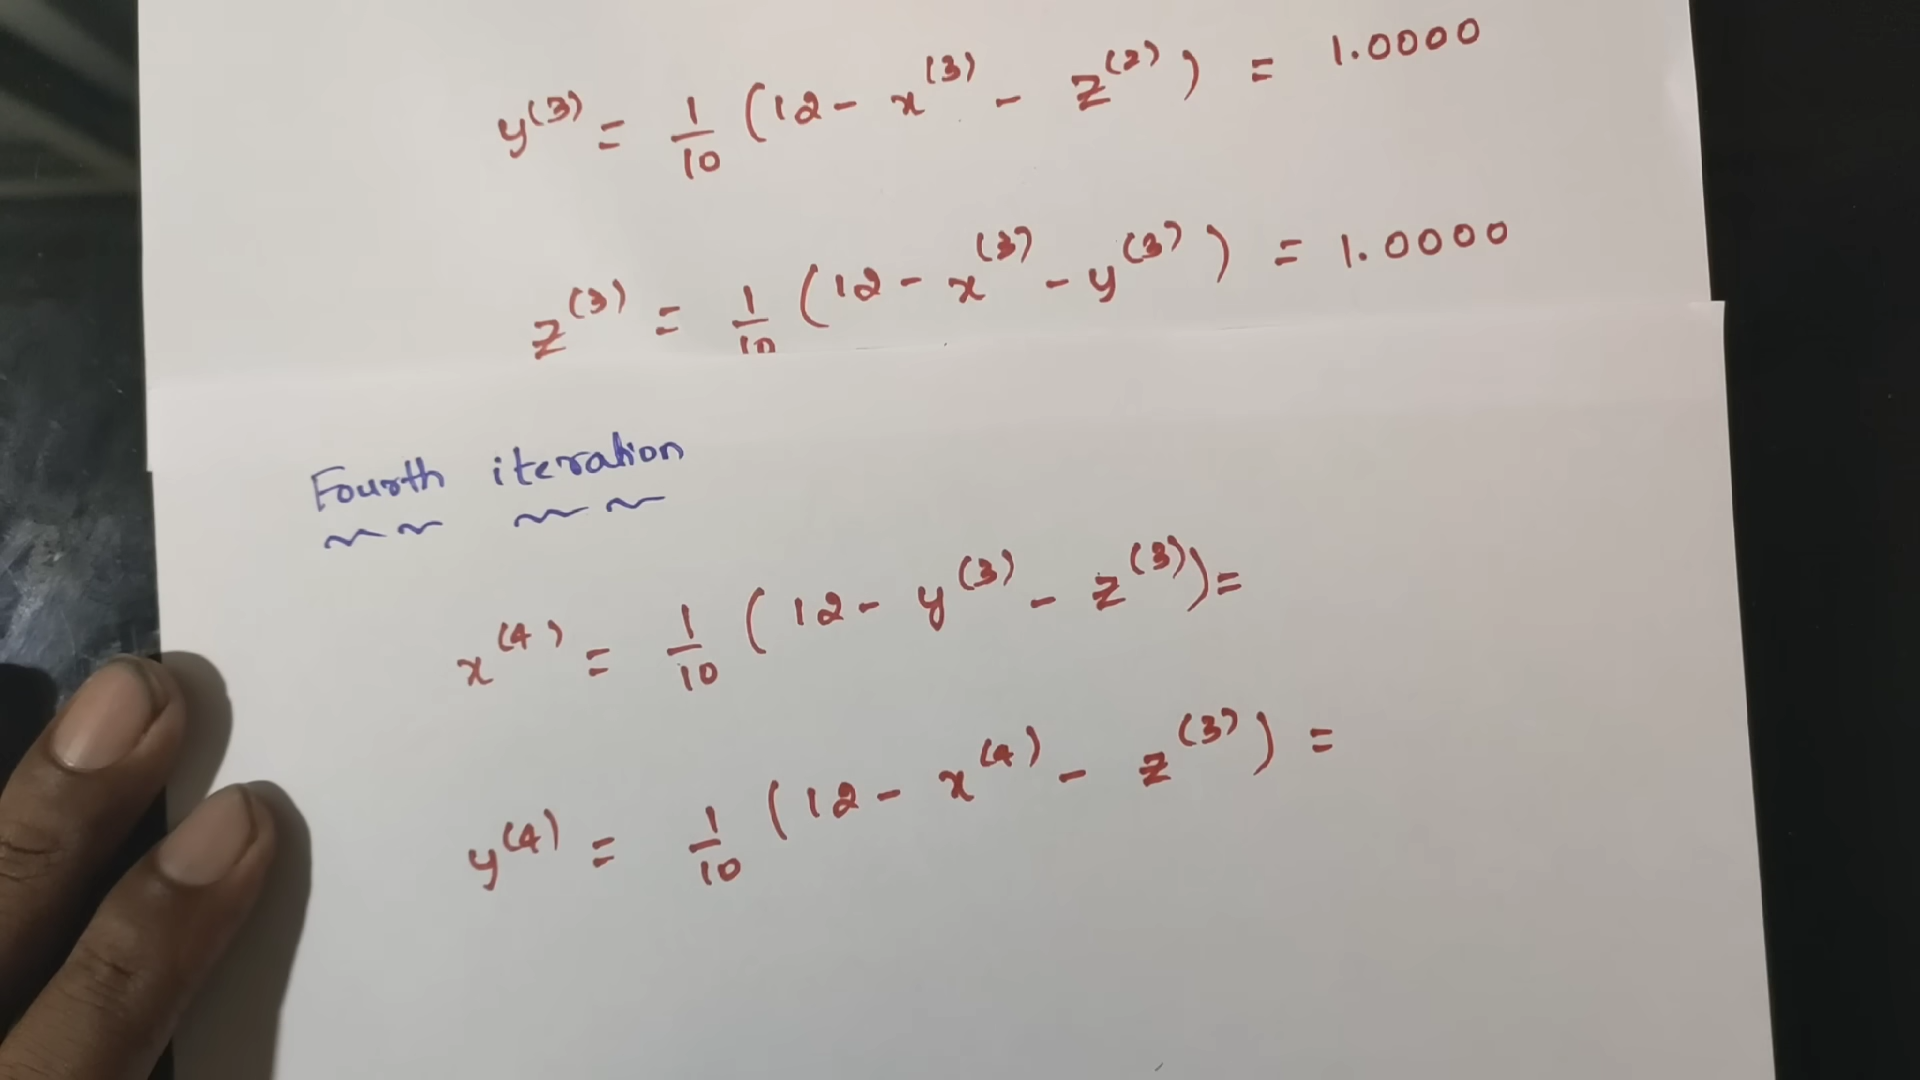 y^(3) = 1/10 (12 - x^(3) - z^(2)) = 1.0000
z^(3) = 1/10 (12 - x^(3) - y^(3)) = 1.0000
Fourth iteration
x^(4) = 1/10 (12 - y^(3) - z^(3)) =
y^(4) = 1/10 (12 - x^(4) - z^(3)) =